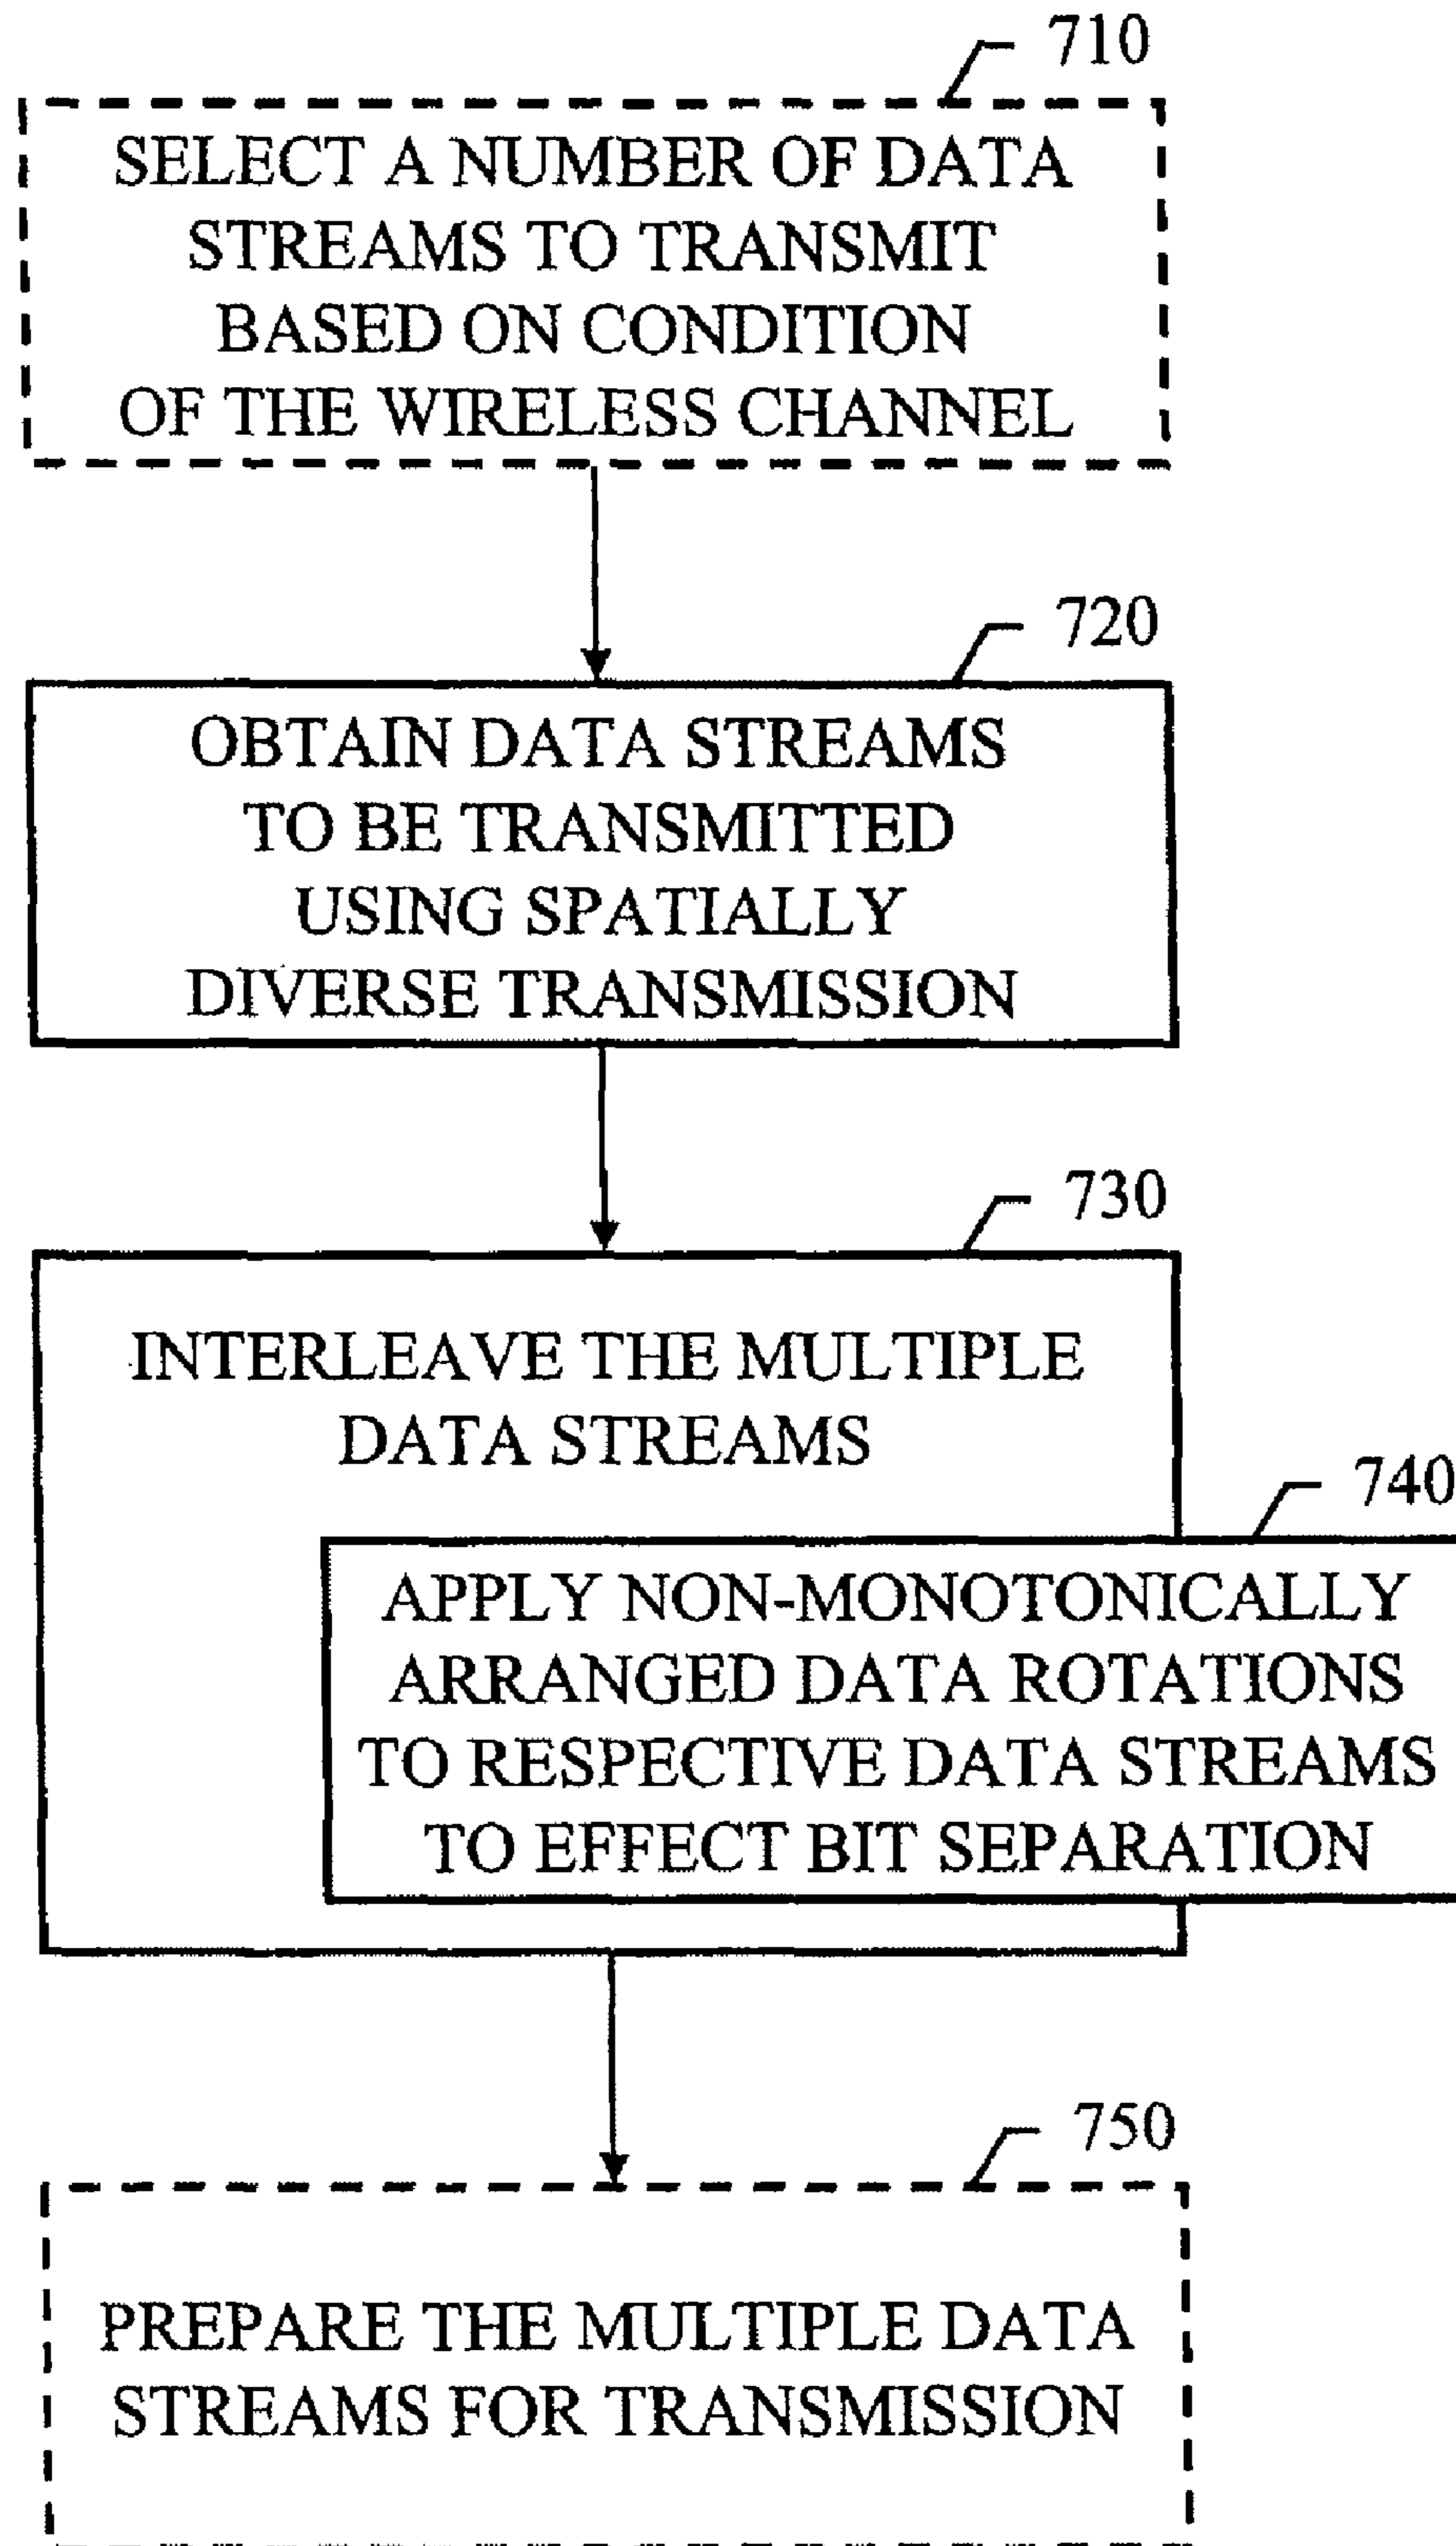 710
SELECT A NUMBER OF DATA
STREAMS TO TRANSMIT
BASED ON CONDITION
OF THE WIRELESS CHANNEL
720
OBTAIN DATA STREAMS
TO BE TRANSMITTED
USING SPATIALLY
DIVERSE TRANSMISSION
730
INTERLEAVE THE MULTIPLE
DATA STREAMS
740
APPLY NON-MONOTONICALLY
ARRANGED DATA ROTATIONS
TO RESPECTIVE DATA STREAMS
TO EFFECT BIT SEPARATION
750
PREPARE THE MULTIPLE DATA
STREAMS FOR TRANSMISSION